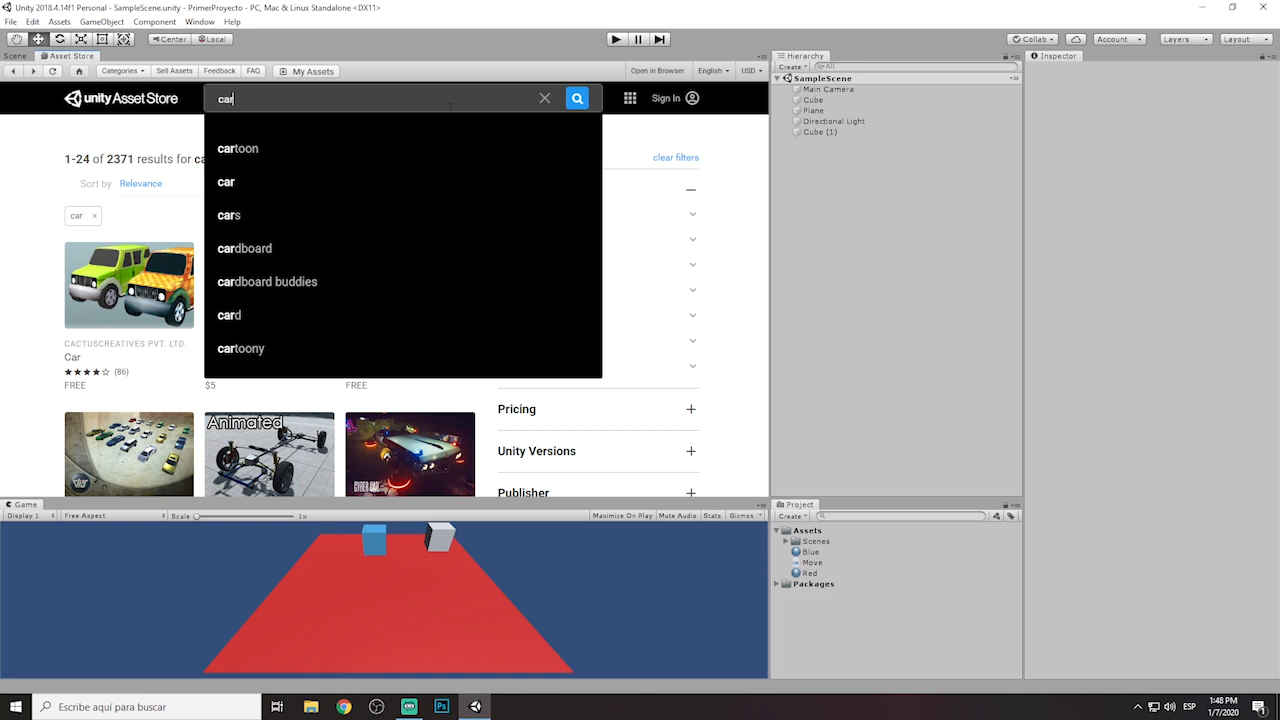 Unity 2018.4.14f1 Personal - SampleScene.unity - PrimerProyecto - PC, Mac & Linux Standalone <DX11>
File Edit Assets GameObject Component Window Help
Center Local
Collab Account Layers Layout
Scene Asset Store
Categories Sell Assets Feedback FAQ My Assets Open in Browser English USD
unity Asset Store
car
Sign In
cartoon
car
cars
cardboard
cardboard buddies
card
cartoony
1-24 of 2371 results for ca
Sort by Relevance
clear filters
car ×
CACTUSCREATIVES PVT. LTD.
Car
(86)
FREE
$5
FREE
Animated
CYBER CAR
Pricing
Unity Versions
Publisher
Hierarchy
Create All
SampleScene
Main Camera
Cube
Plane
Directional Light
Cube (1)
Inspector
Game
Display 1 Free Aspect Scale 1x Maximize On Play Mute Audio Stats Gizmos
Project
Create
Assets
Scenes
Blue
Move
Red
Packages
Escribe aquí para buscar
Ps
ESP
1:48 PM
1/7/2020
1